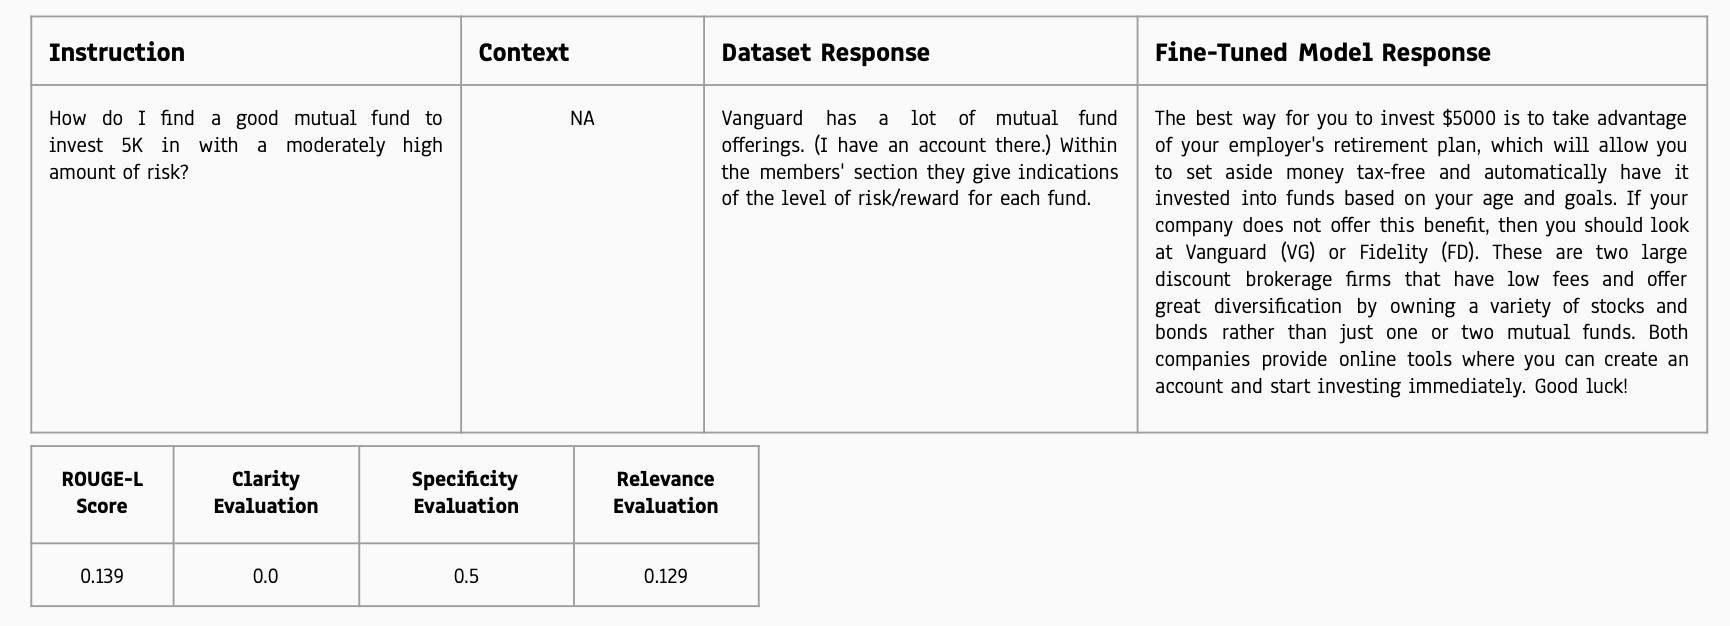 Instruction
Context
Dataset Response
Fine-Tuned Model Response
How do I find a good mutual fund to
invest 5K in with a moderately high
amount of risk?
NA
Vanguard has a lot of mutual fund
offerings. (I have an account there.) Within
the members' section they give indications
of the level of risk/reward for each fund.
The best way for you to invest $5000 is to take advantage
of your employer's retirement plan, which will allow you
to set aside money tax-free and automatically have it
invested into funds based on your age and goals. If your
company does not offer this benefit, then you should look
at Vanguard (VG) or Fidelity (FD). These are two large
discount brokerage firms that have low fees and offer
great diversification by owning a variety of stocks and
bonds rather than just one or two mutual funds. Both
companies provide online tools where you can create an
account and start investing immediately. Good luck!
ROUGE-L
Score
Clarity
Evaluation
Specificity
Evaluation
Relevance
Evaluation
0.139
0.0
0.5
0.129